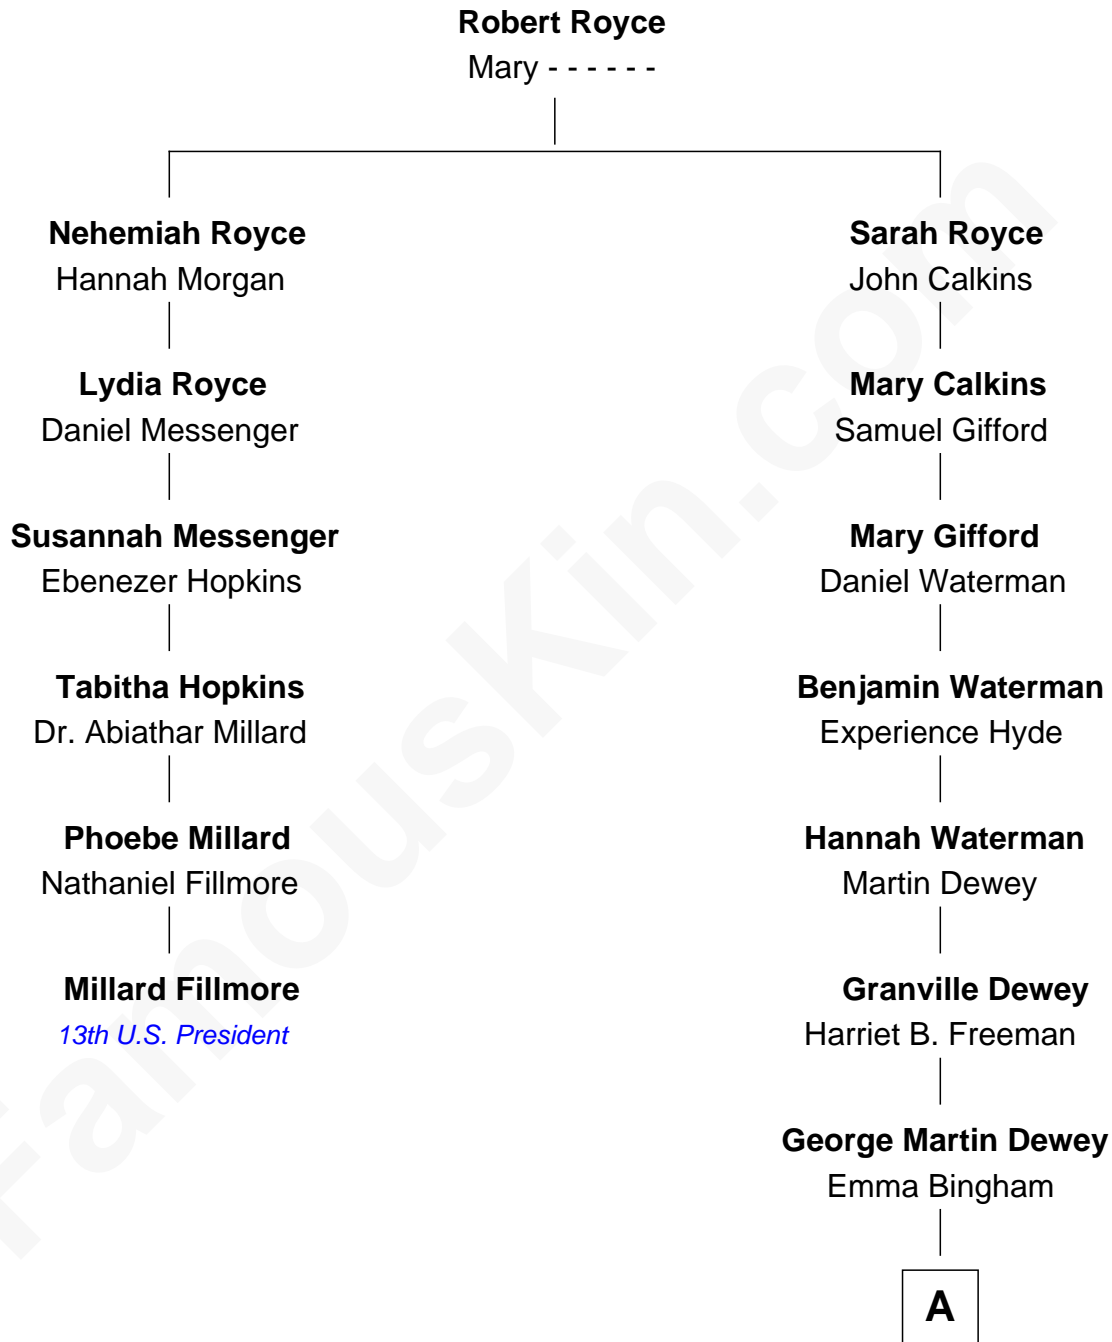 Robert Royce
Mary - - - - - -
Nehemiah Royce
Hannah Morgan
Sarah Royce
John Calkins
Lydia Royce
Daniel Messenger
Mary Calkins
Samuel Gifford
Susannah Messenger
Ebenezer Hopkins
Mary Gifford
Daniel Waterman
Tabitha Hopkins
Dr. Abiathar Millard
Benjamin Waterman
Experience Hyde
Phoebe Millard
Nathaniel Fillmore
Hannah Waterman
Martin Dewey
Millard Fillmore
13th U.S. President
Granville Dewey
Harriet B. Freeman
George Martin Dewey
Emma Bingham
A
FamousKin.com